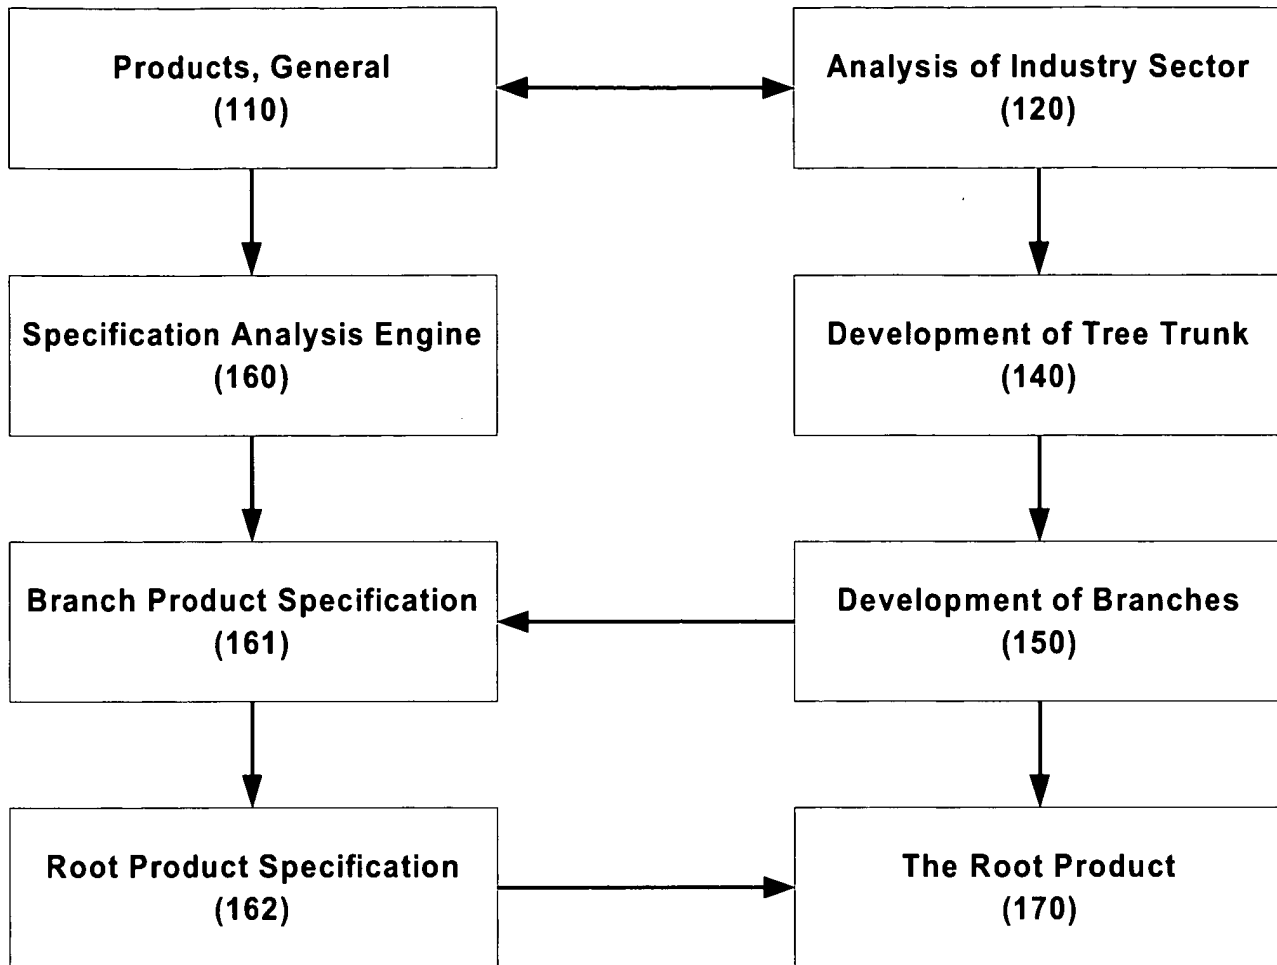 Products, General
(110)
Analysis of Industry Sector
(120)
Specification Analysis Engine
(160)
Development of Tree Trunk
(140)
Branch Product Specification
(161)
Development of Branches
(150)
Root Product Specification
(162)
The Root Product
(170)